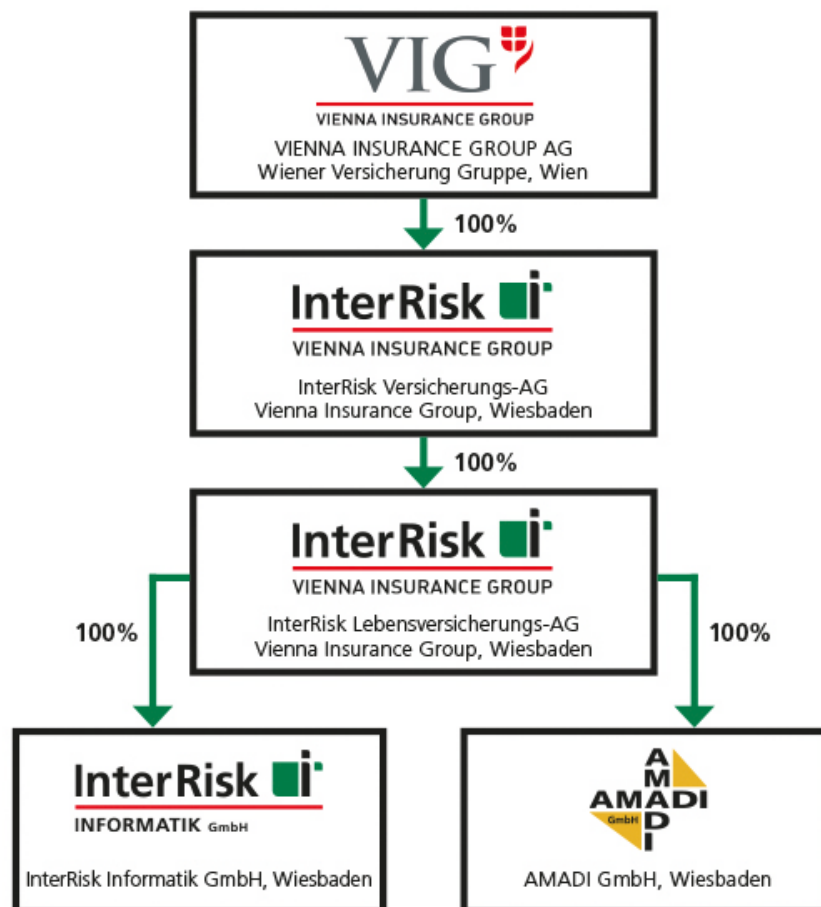 VIG
VIENNA INSURANCE GROUP
VIENNA INSURANCE GROUP AG
Wiener Versicherung Gruppe, Wien
100%
InterRisk
VIENNA INSURANCE GROUP
InterRisk Versicherungs-AG
Vienna Insurance Group, Wiesbaden
100%
InterRisk
VIENNA INSURANCE GROUP
InterRisk Lebensversicherungs-AG
Vienna Insurance Group, Wiesbaden
100%
100%
InterRisk
INFORMATIK GmbH
InterRisk Informatik GmbH, Wiesbaden
AMADI
AMADI
GmbH
AMADI GmbH, Wiesbaden